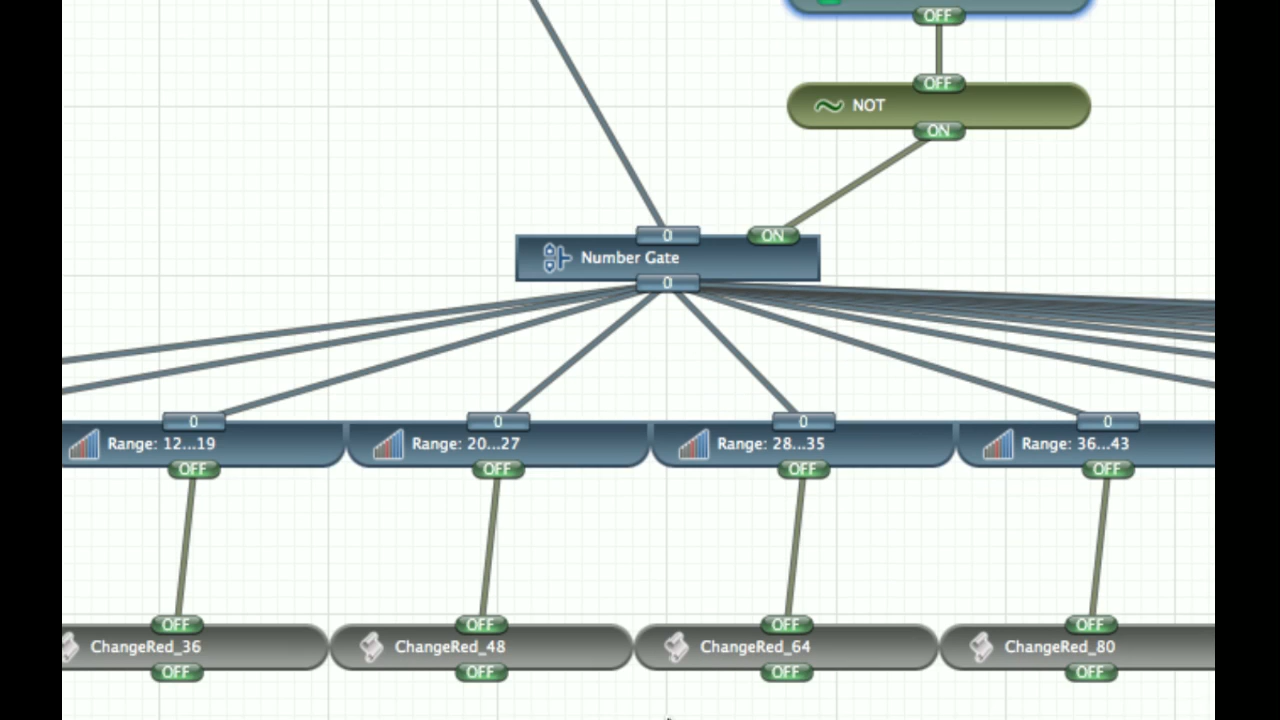 OFF
OFF
NOT
ON
0
ON
Number Gate
0
0
0
0
0
Range: 12...19
Range: 20...27
Range: 28...35
Range: 36...43
OFF
OFF
OFF
OFF
OFF
OFF
OFF
OFF
ChangeRed_36
ChangeRed_48
ChangeRed_64
ChangeRed_80
OFF
OFF
OFF
OFF